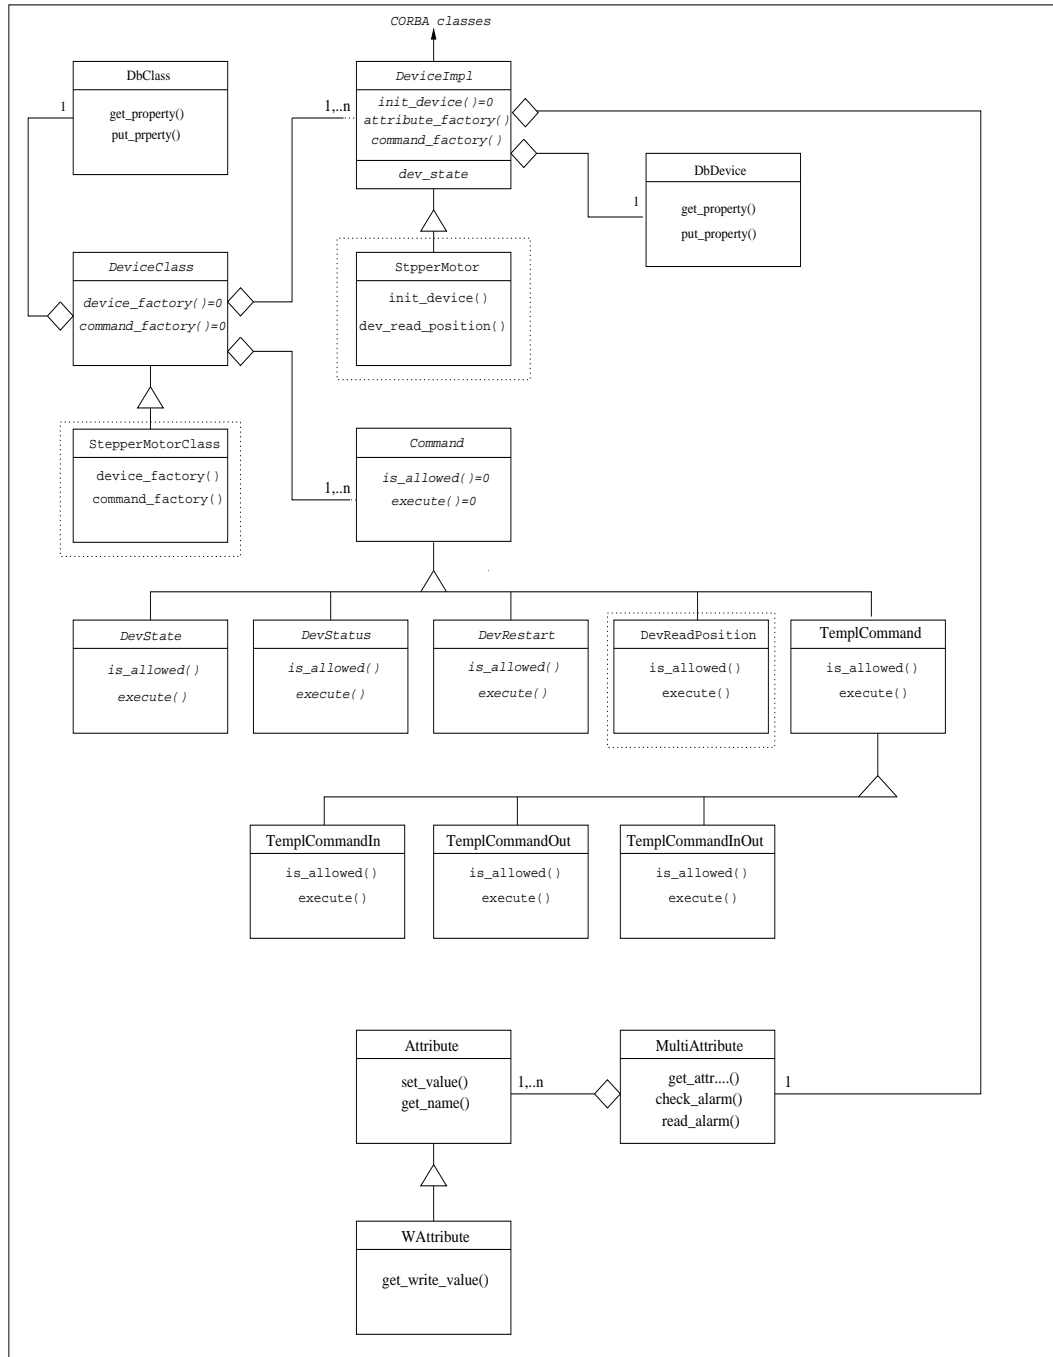 CORBA classes
DbClass
get_property()
put_prperty()
1
DeviceImpl
init_device()=0
attribute_factory()
command_factory()
dev_state
1,..n
DbDevice
get_property()
put_property()
1
DeviceClass
device_factory()=0
command_factory()=0
StpperMotor
init_device()
dev_read_position()
StepperMotorClass
device_factory()
command_factory()
Command
is_allowed()=0
execute()=0
1,..n
DevState
is_allowed()
execute()
DevStatus
is_allowed()
execute()
DevRestart
is_allowed()
execute()
DevReadPosition
is_allowed()
execute()
TemplCommand
is_allowed()
execute()
TemplCommandIn
is_allowed()
execute()
TemplCommandOut
is_allowed()
execute()
TemplCommandInOut
is_allowed()
execute()
Attribute
set_value()
get_name()
1,..n
MultiAttribute
get_attr....()
check_alarm()
read_alarm()
1
WAttribute
get_write_value()